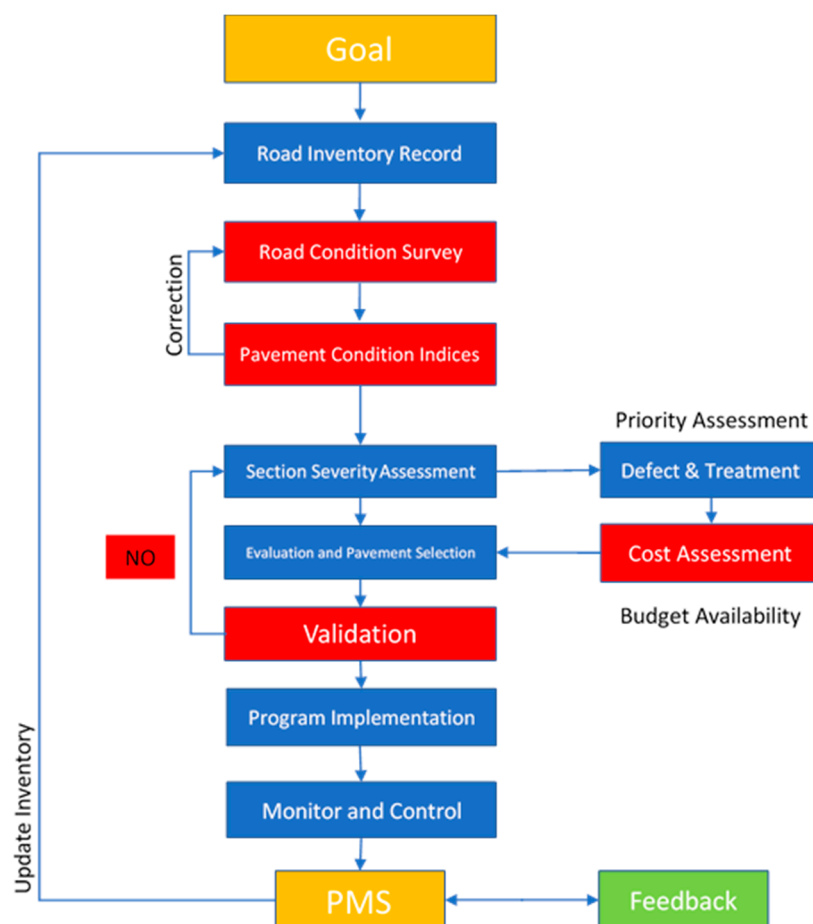 Goal
Road Inventory Record
Road Condition Survey
Correction
Pavement Condition Indices
Priority Assessment
Section Severity Assessment
Defect & Treatment
NO
Evaluation and Pavement Selection
Cost Assessment
Budget Availability
Validation
Program Implementation
Update Inventory
Monitor and Control
PMS
Feedback